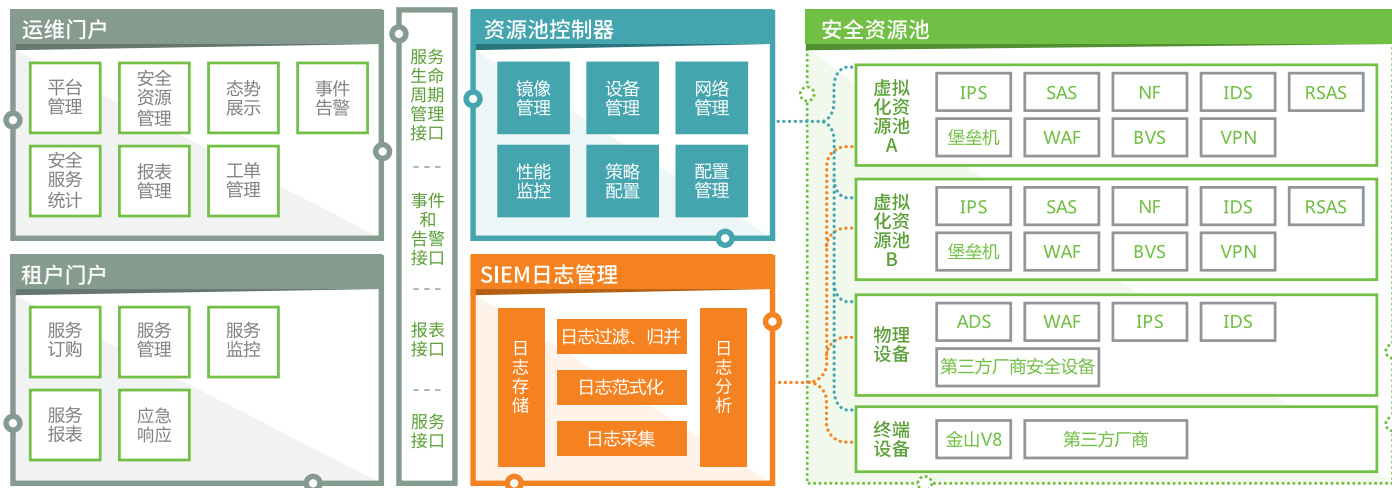 运维门户
平台
管理
安全
资源
管理
态势
展示
事件
告警
安全
服务
统计
报表
管理
工单
管理
租户门户
服务
订购
服务
管理
服务
监控
服务
报表
应急
响应
服务
生命
周期
管理
接口
事件
和
告警
接口
报表
接口
服务
接口
资源池控制器
镜像
管理
设备
管理
网络
管理
性能
监控
策略
配置
配置
管理
SIEM日志管理
日
志
存
储
日志过滤、归并
日志范式化
日志采集
日
志
分
析
安全资源池
虚拟
化资
源池
A
IPS
SAS
NF
IDS
RSAS
堡垒机
WAF
BVS
VPN
虚拟
化资
源池
B
IPS
SAS
NF
IDS
RSAS
堡垒机
WAF
BVS
VPN
物理
设备
ADS
WAF
IPS
IDS
第三方厂商安全设备
终端
设备
金山V8
第三方厂商